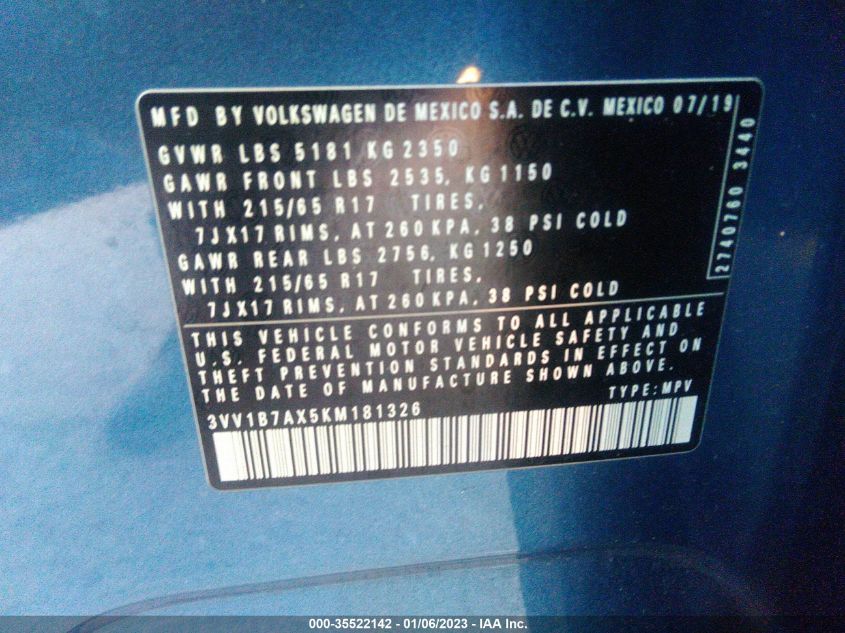 MFD BY VOLKSWAGEN DE MEXICO S.A. DE C.V. MEXICO 07/19
GVWR LBS 5181 KG 2350
GAWR FRONT LBS 2535, KG 1150
WITH 215/65 R17 TIRES,
7JX17 RIMS, AT 260 KPA, 38 PSI COLD
GAWR REAR LBS 2756, KG 1250
WITH 215/65 R17 TIRES,
7JX17 RIMS, AT 260 KPA, 38 PSI COLD
2740760 3440
THIS VEHICLE CONFORMS TO ALL APPLICABLE
U.S. FEDERAL MOTOR VEHICLE SAFETY AND
THEFT PREVENTION STANDARDS IN EFFECT ON
THE DATE OF MANUFACTURE SHOWN ABOVE.
TYPE: MPV
3VV1B7AX5KM181326
000-35522142 - 01/06/2023 - IAA Inc.